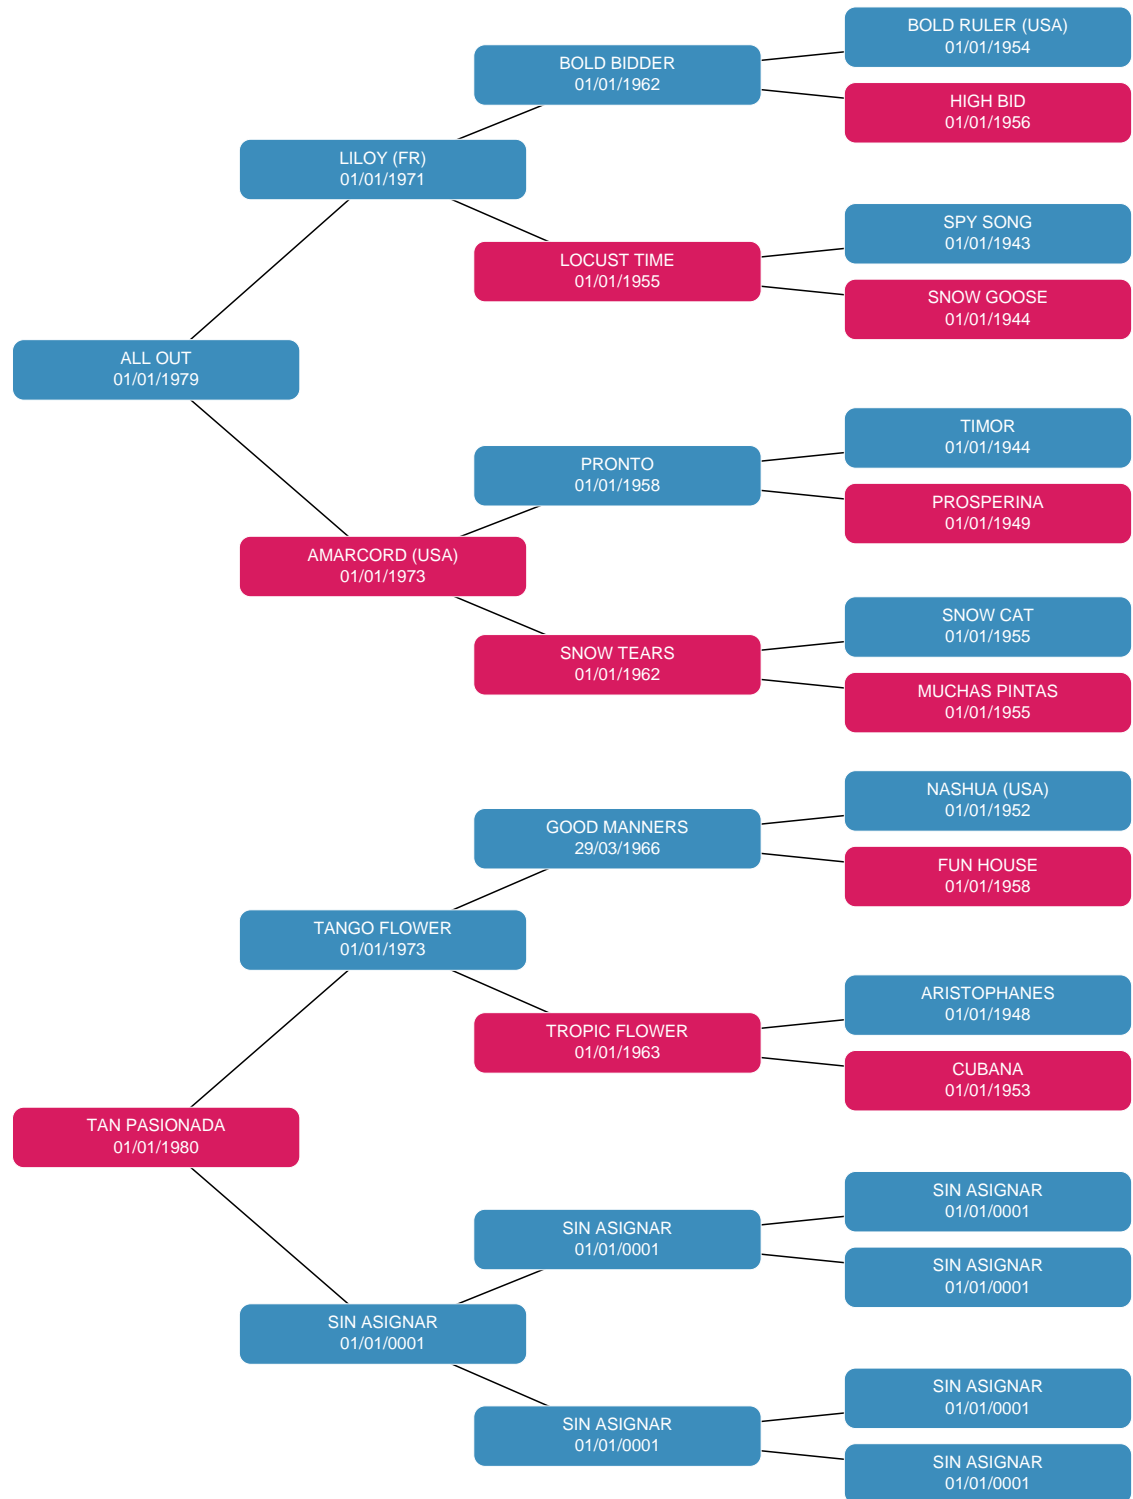 BOLD RULER (USA)
01/01/1954
BOLD BIDDER
01/01/1962
HIGH BID
01/01/1956
LILOY (FR)
01/01/1971
SPY SONG
01/01/1943
LOCUST TIME
01/01/1955
SNOW GOOSE
01/01/1944
ALL OUT
01/01/1979
TIMOR
01/01/1944
PRONTO
01/01/1958
PROSPERINA
01/01/1949
AMARCORD (USA)
01/01/1973
SNOW CAT
01/01/1955
SNOW TEARS
01/01/1962
MUCHAS PINTAS
01/01/1955
NASHUA (USA)
01/01/1952
GOOD MANNERS
29/03/1966
FUN HOUSE
01/01/1958
TANGO FLOWER
01/01/1973
ARISTOPHANES
01/01/1948
TROPIC FLOWER
01/01/1963
CUBANA
01/01/1953
TAN PASIONADA
01/01/1980
SIN ASIGNAR
01/01/0001
SIN ASIGNAR
01/01/0001
SIN ASIGNAR
01/01/0001
SIN ASIGNAR
01/01/0001
SIN ASIGNAR
01/01/0001
SIN ASIGNAR
01/01/0001
SIN ASIGNAR
01/01/0001